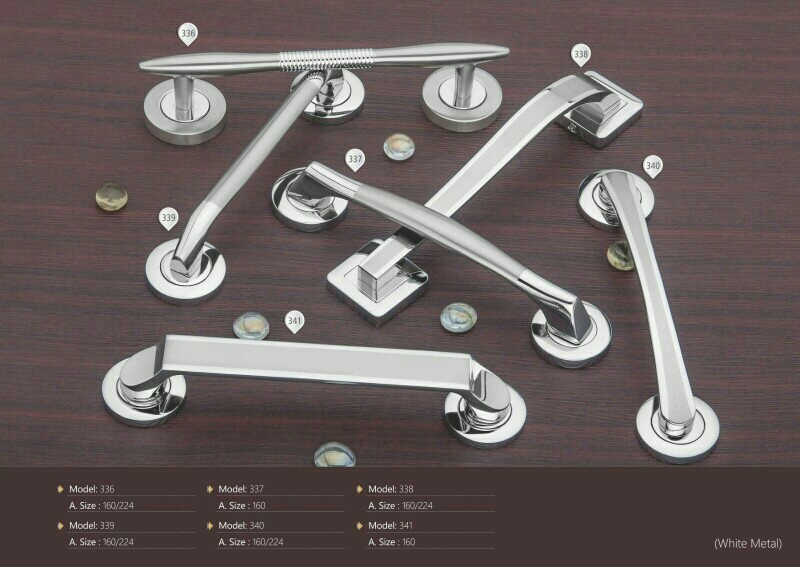 336
338
337
340
339
341
Model: 336
A. Size : 160/224
Model: 337
A. Size : 160
Model: 338
A. Size : 160/224
Model: 339
A. Size : 160/224
Model: 340
A. Size : 160/224
Model: 341
A. Size : 160
(White Metal)